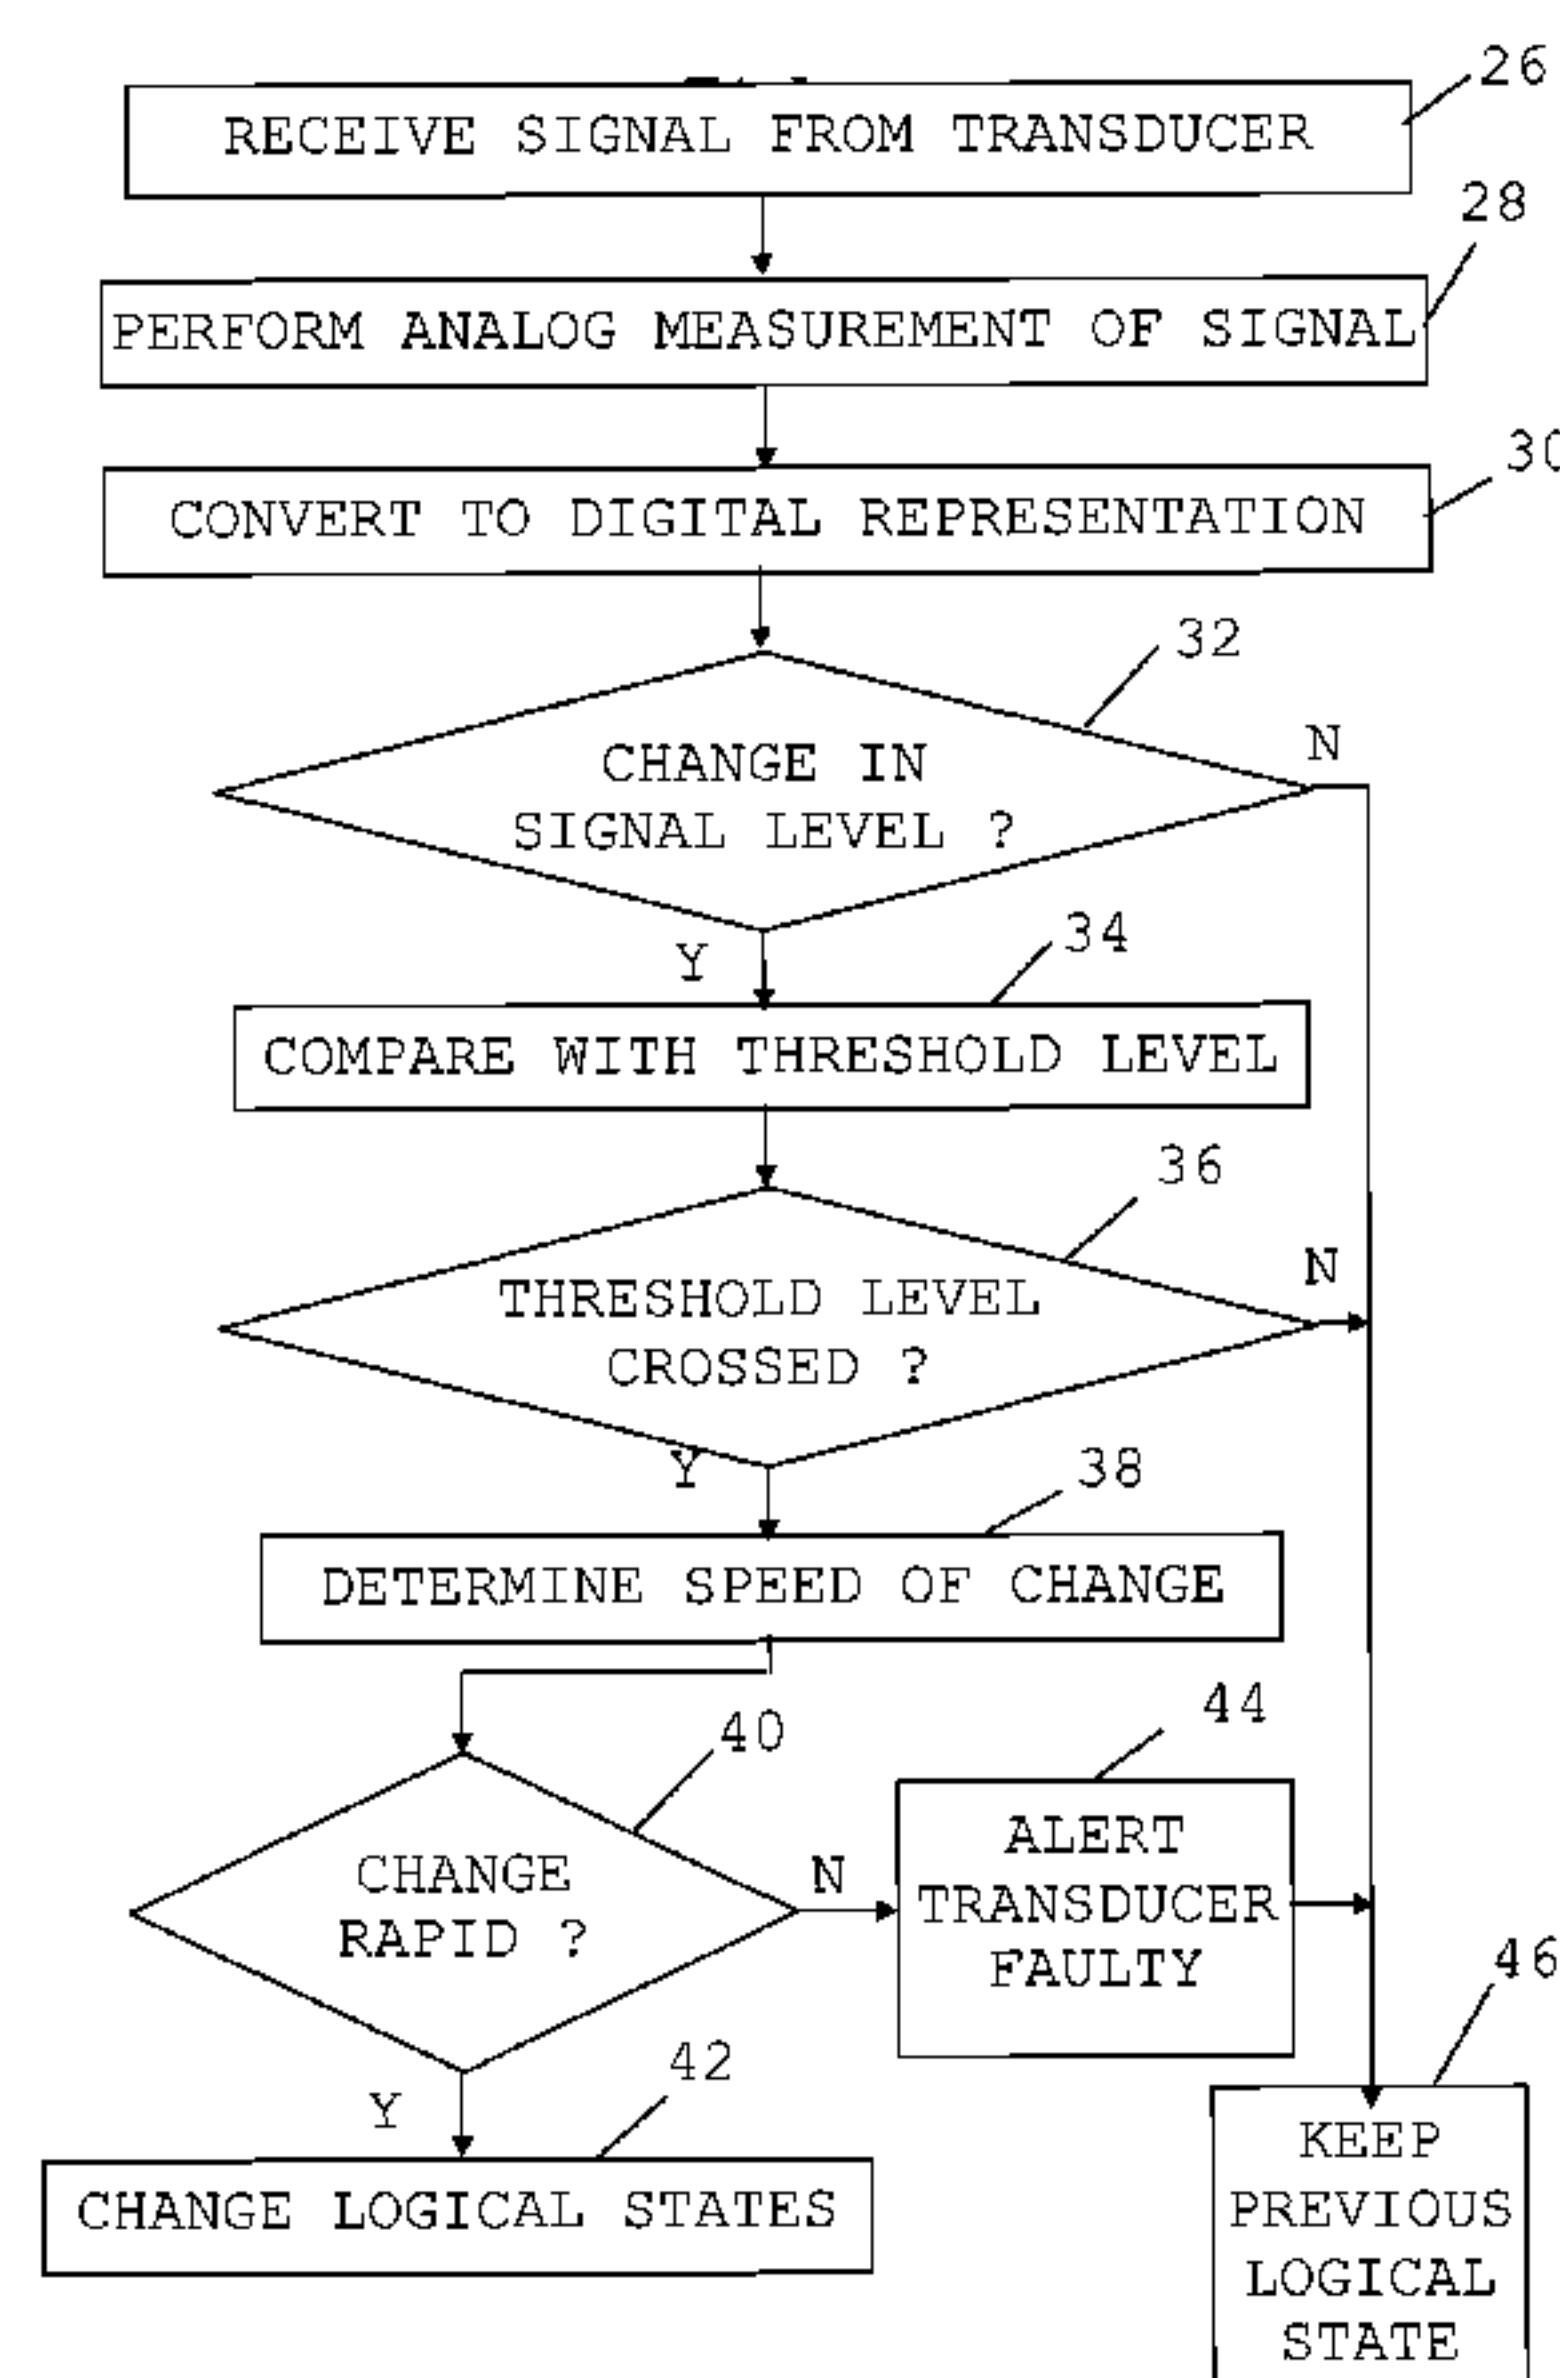 26
RECEIVE SIGNAL FROM TRANSDUCER
28
PERFORM ANALOG MEASUREMENT OF SIGNAL
30
CONVERT TO DIGITAL REPRESENTATION
32
CHANGE IN
SIGNAL LEVEL ?
N
Y
34
COMPARE WITH THRESHOLD LEVEL
36
THRESHOLD LEVEL
CROSSED ?
N
Y
38
DETERMINE SPEED OF CHANGE
40
CHANGE
RAPID ?
N
44
ALERT
TRANSDUCER
FAULTY
Y
42
CHANGE LOGICAL STATES
46
KEEP
PREVIOUS
LOGICAL
STATE